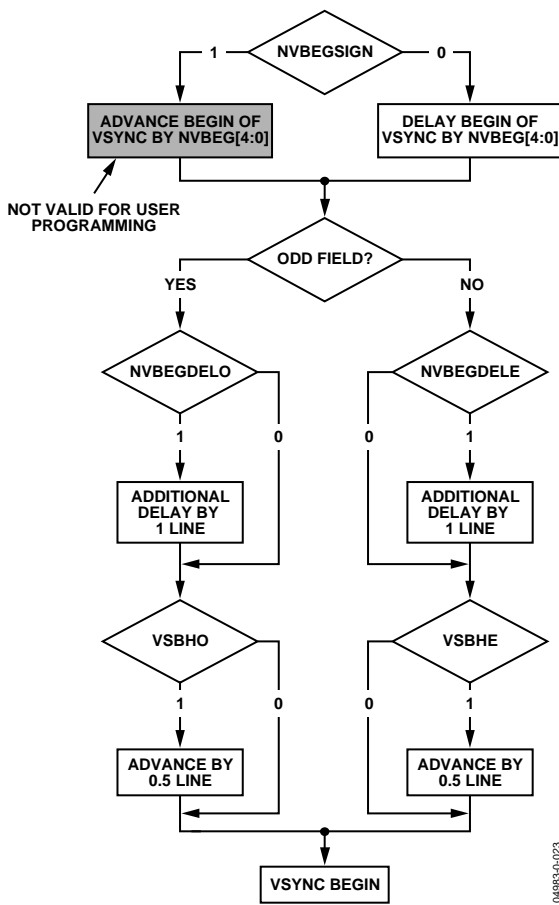 NVBEGSIGN
1
0
ADVANCE BEGIN OF
VSYNC BY NVBEG[4:0]
DELAY BEGIN OF
VSYNC BY NVBEG[4:0]
NOT VALID FOR USER
PROGRAMMING
ODD FIELD?
YES
NO
NVBEGDELO
NVBEGDELE
1
0
0
1
ADDITIONAL
DELAY BY
1 LINE
ADDITIONAL
DELAY BY
1 LINE
VSBHO
VSBHE
1
0
0
1
ADVANCE BY
0.5 LINE
ADVANCE BY
0.5 LINE
VSYNC BEGIN
04983-0-023